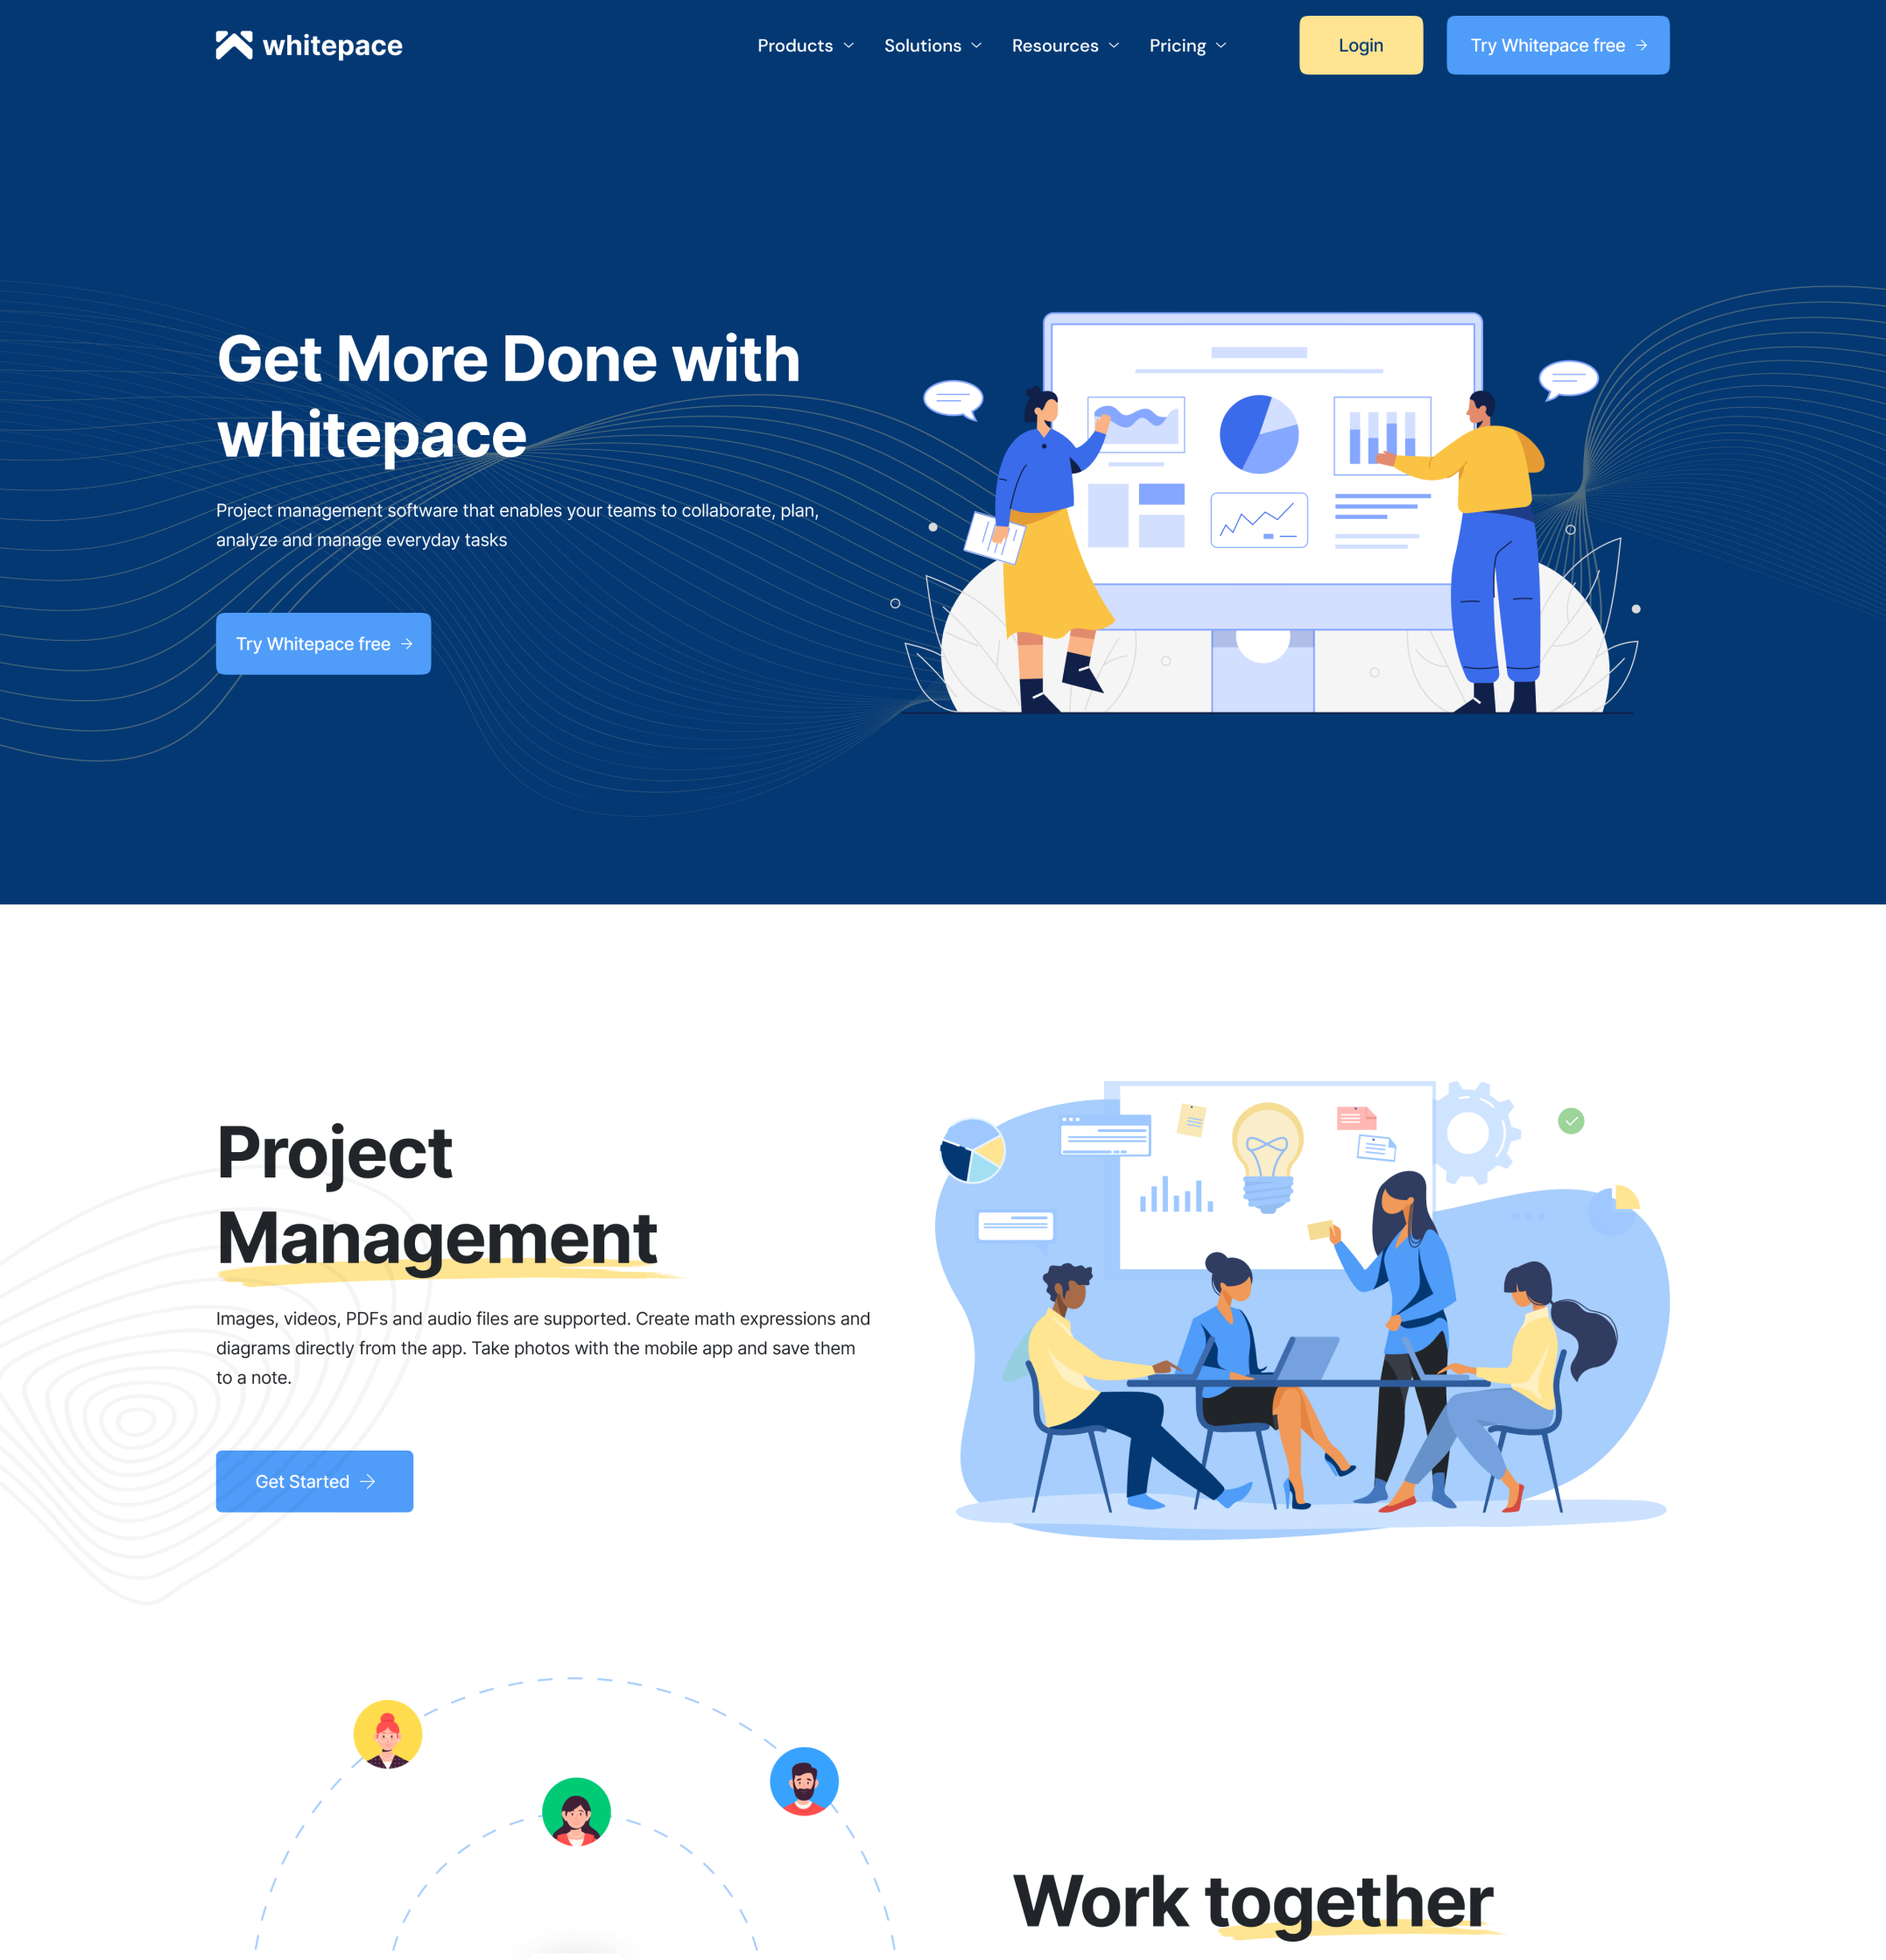 whitepace
Products
Solutions
Resources
Pricing
Login
Try Whitepace free
Get More Done with
whitepace
Project management software that enables your teams to collaborate, plan,
analyze and manage everyday tasks
Try Whitepace free
Project
Management
Images, videos, PDFs and audio files are supported. Create math expressions and
diagrams directly from the app. Take photos with the mobile app and save them
to a note.
Get Started
Work together